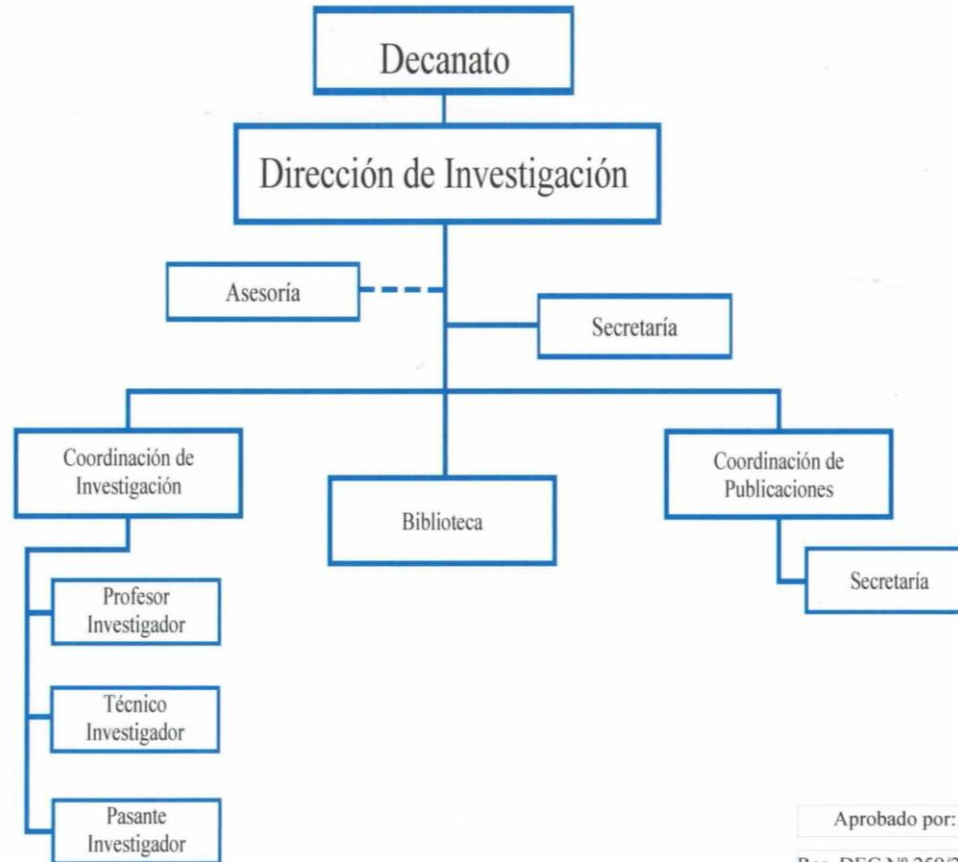 Decanato
Dirección de Investigación
Asesoría
Secretaría
Coordinación de
Investigación
Biblioteca
Coordinación de
Publicaciones
Secretaría
Profesor
Investigador
Técnico
Investigador
Pasante
Investigador
Aprobado por: